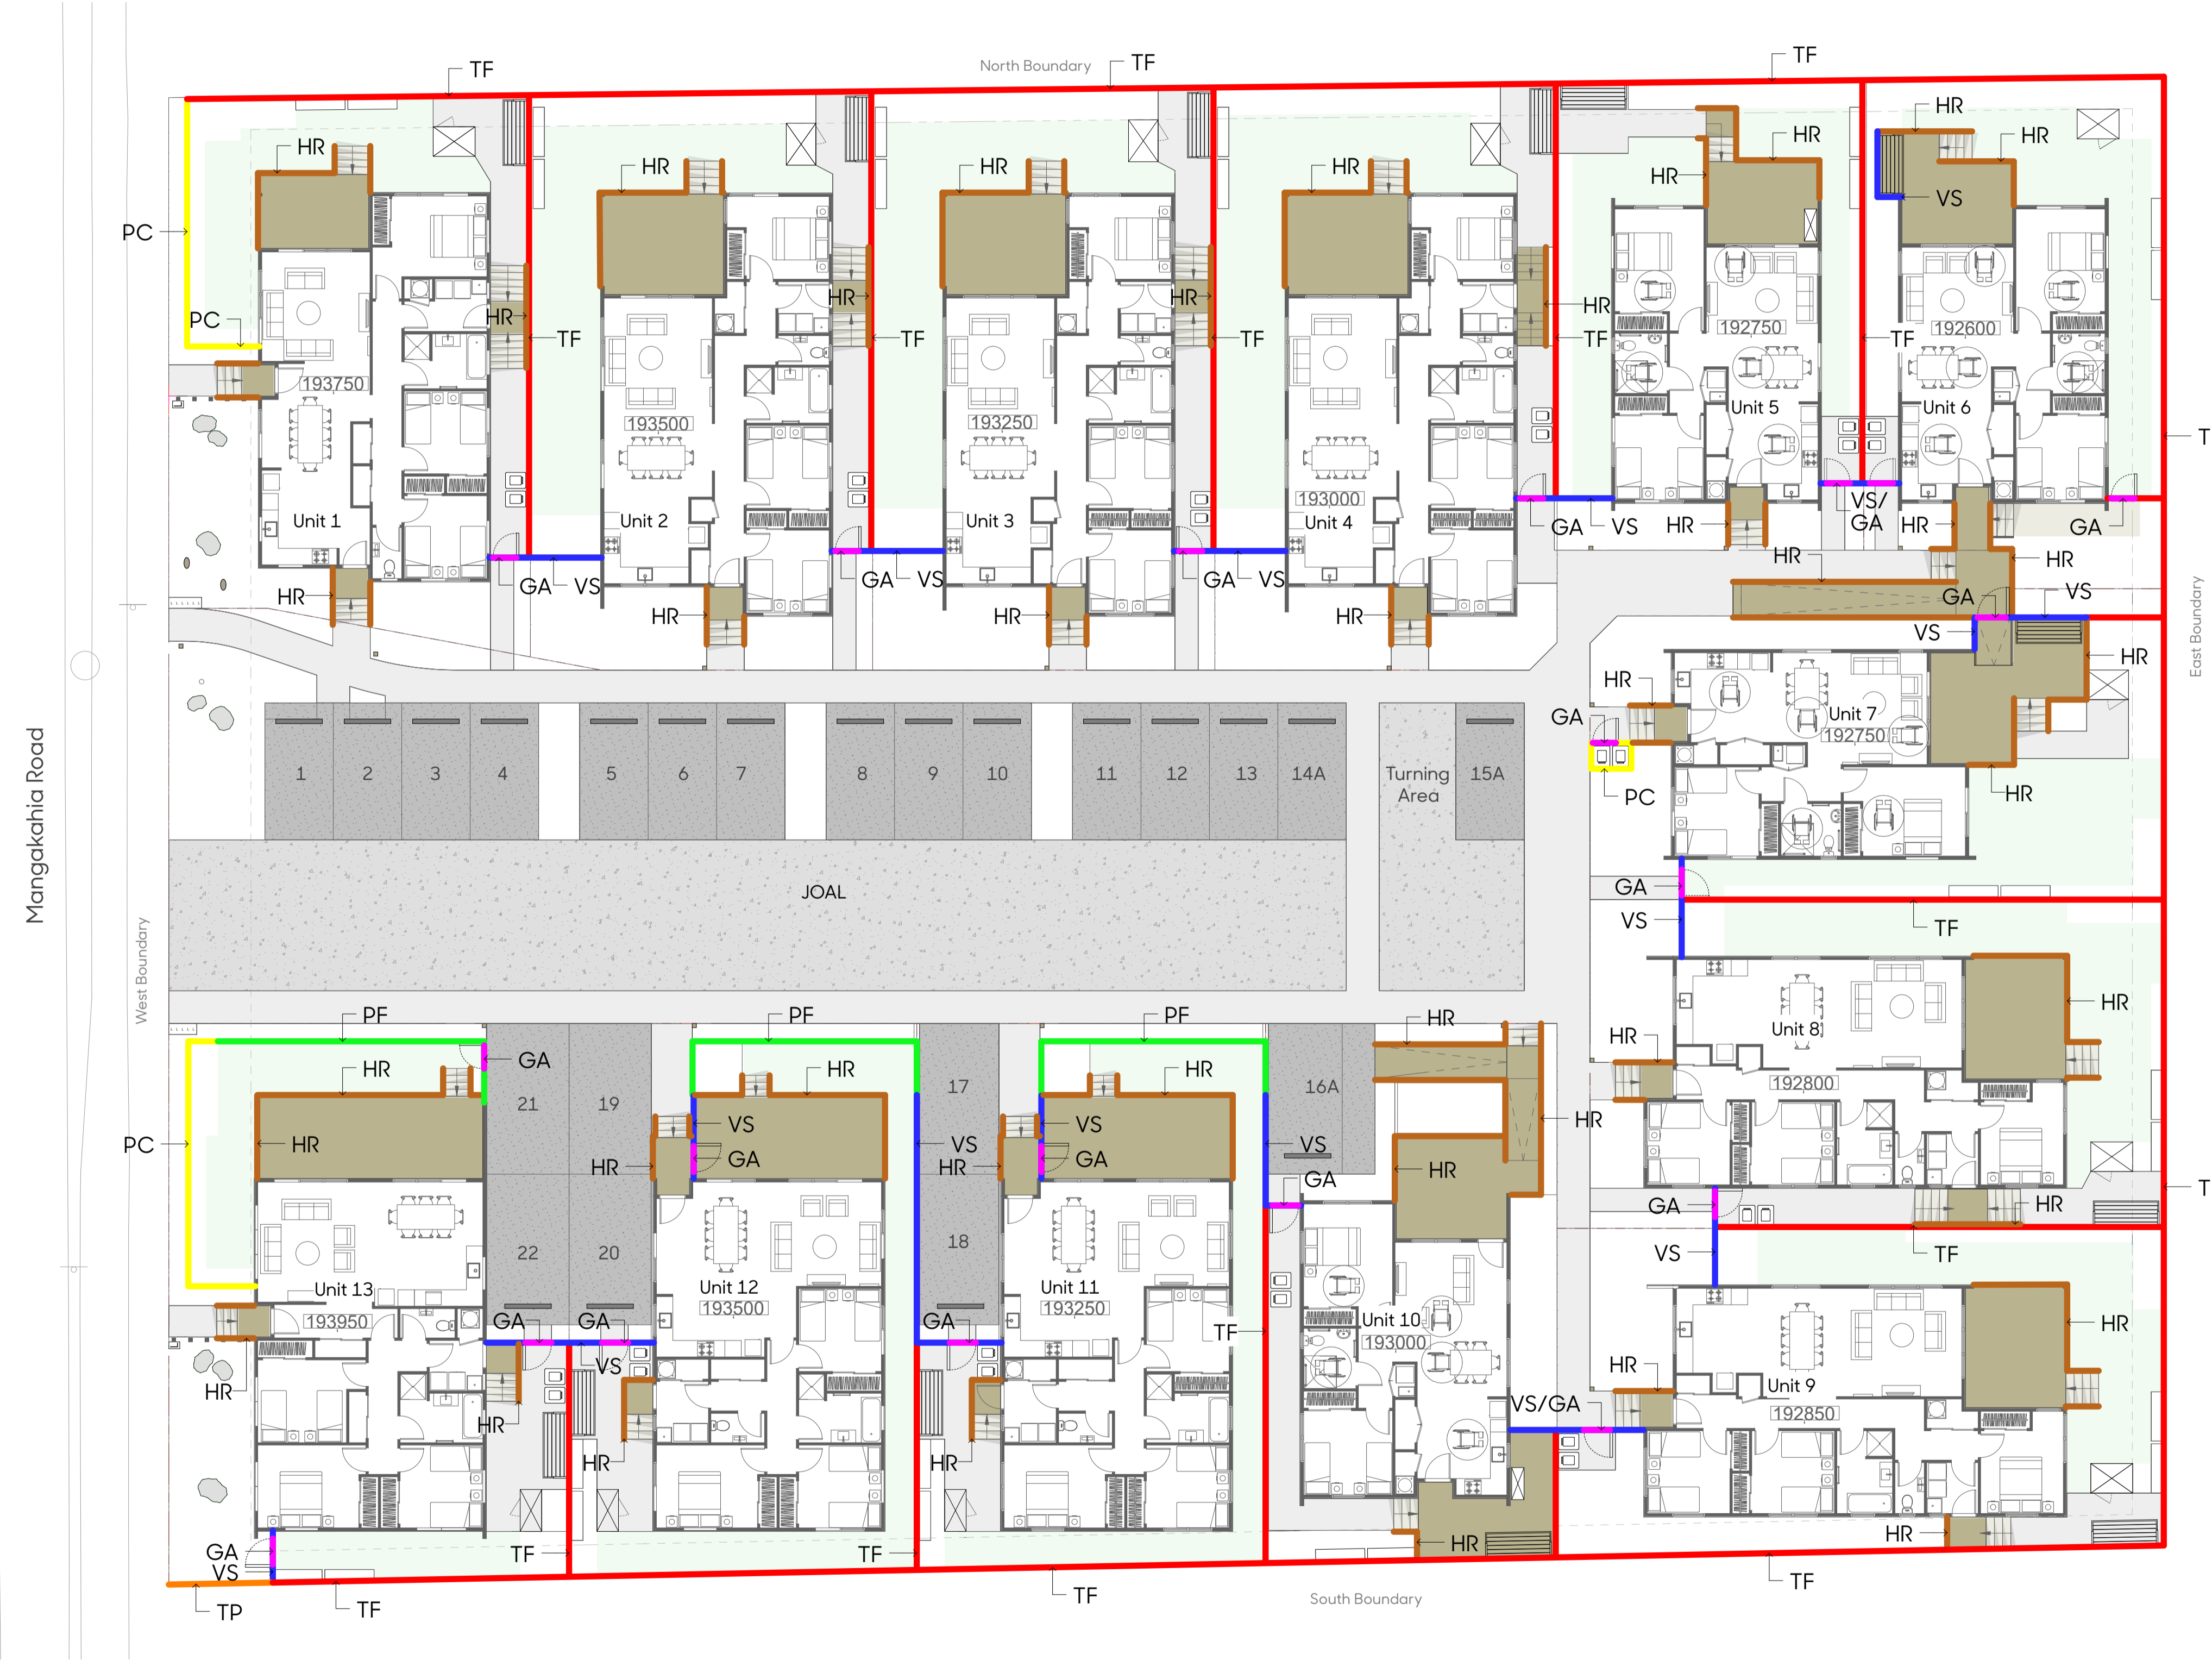 North Boundary
TF
TF
TF
HR
HR
HR
HR
HR
HR
HR
HR
HR
VS
PC
PC
HR
HR
HR
HR
TF
TF
TF
TF
TF
193750
193500
193250
193000
192750
192600
Unit 1
Unit 2
Unit 3
Unit 4
Unit 5
Unit 6
T
GA
VS
GA
VS
GA
VS
GA
VS
VS/
GA
HR
HR
GA
HR
HR
HR
HR
HR
HR
GA
VS
VS
HR
HR
GA
Unit 7
192750
HR
PC
East Boundary
1
2
3
4
5
6
7
8
9
10
11
12
13
14A
Turning
Area
15A
Mangakahia Road
West Boundary
JOAL
GA
VS
TF
HR
HR
Unit 8
192800
GA
HR
VS
TF
T
PF
PF
PF
HR
GA
HR
HR
HR
HR
PC
HR
21
19
17
16A
VS
GA
HR
VS
HR
VS
GA
VS
GA
HR
HR
22
20
18
Unit 13
193950
Unit 12
193500
Unit 11
193250
Unit 10
193000
GA
GA
VS
GA
TF
HR
HR
HR
HR
HR
HR
Unit 9
192850
VS/GA
HR
HR
GA
VS
TF
TF
TP
TF
TF
TF
South Boundary